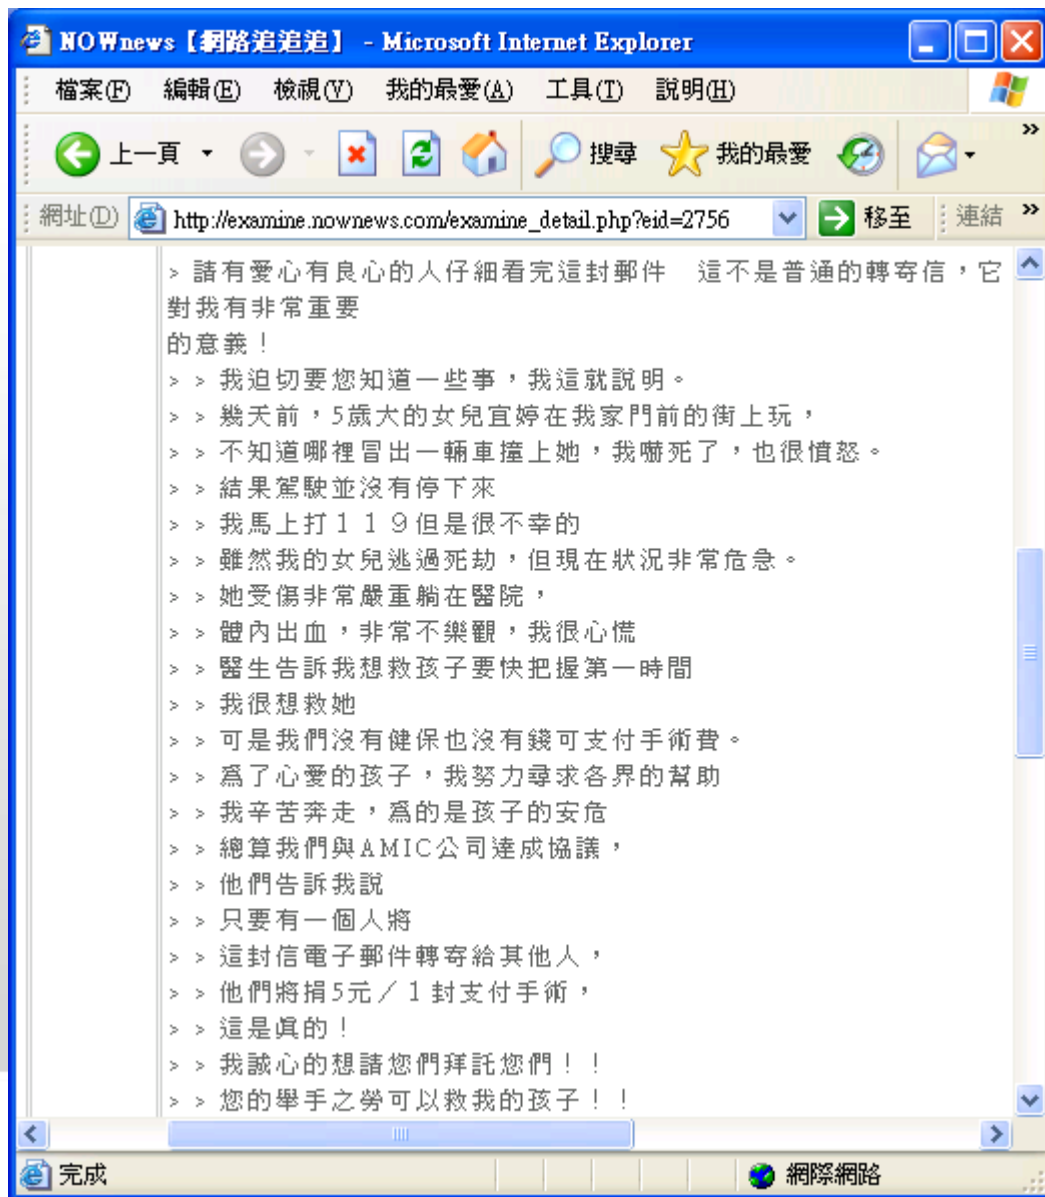 NOWnews【網路追追追】 - Microsoft Internet Explorer
檔案(F) 編輯(E) 檢視(V) 我的最愛(A) 工具(T) 說明(H)
上一頁 搜尋 我的最愛 »
網址(D) http://examine.nownews.com/examine_detail.php?eid=2756 移至 連結 »
> 請有愛心有良心的人仔細看完這封郵件　這不是普通的轉寄信，它
對我有非常重要
的意義！
> > 我迫切要您知道一些事，我這就說明。
> > 幾天前，5歲大的女兒宜婷在我家門前的街上玩，
> > 不知道哪裡冒出一輛車撞上她，我嚇死了，也很憤怒。
> > 結果駕駛並沒有停下來
> > 我馬上打１１９但是很不幸的
> > 雖然我的女兒逃過死劫，但現在狀況非常危急。
> > 她受傷非常嚴重躺在醫院，
> > 體內出血，非常不樂觀，我很心慌
> > 醫生告訴我想救孩子要快把握第一時間
> > 我很想救她
> > 可是我們沒有健保也沒有錢可支付手術費。
> > 為了心愛的孩子，我努力尋求各界的幫助
> > 我辛苦奔走，為的是孩子的安危
> > 總算我們與AMIC公司達成協議，
> > 他們告訴我說
> > 只要有一個人將
> > 這封信電子郵件轉寄給其他人，
> > 他們將捐5元／１封支付手術，
> > 這是真的！
> > 我誠心的想請您們拜託您們！！
> > 您的舉手之勞可以救我的孩子！！
完成 網際網路